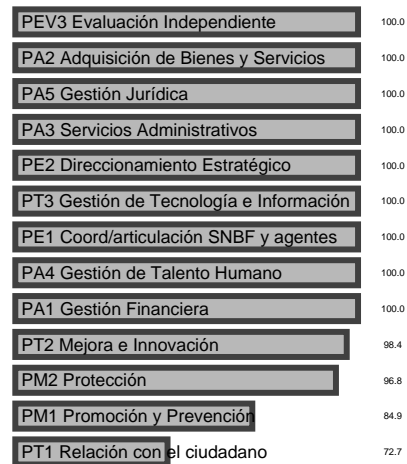 PEV3 Evaluación Independiente 100.0
PA2 Adquisición de Bienes y Servicios 100.0
PA5 Gestión Jurídica 100.0
PA3 Servicios Administrativos 100.0
PE2 Direccionamiento Estratégico 100.0
PT3 Gestión de Tecnología e Información 100.0
PE1 Coord/articulación SNBF y agentes 100.0
PA4 Gestión de Talento Humano 100.0
PA1 Gestión Financiera 100.0
PT2 Mejora e Innovación 98.4
PM2 Protección 96.8
PM1 Promoción y Prevención 84.9
PT1 Relación con el ciudadano 72.7